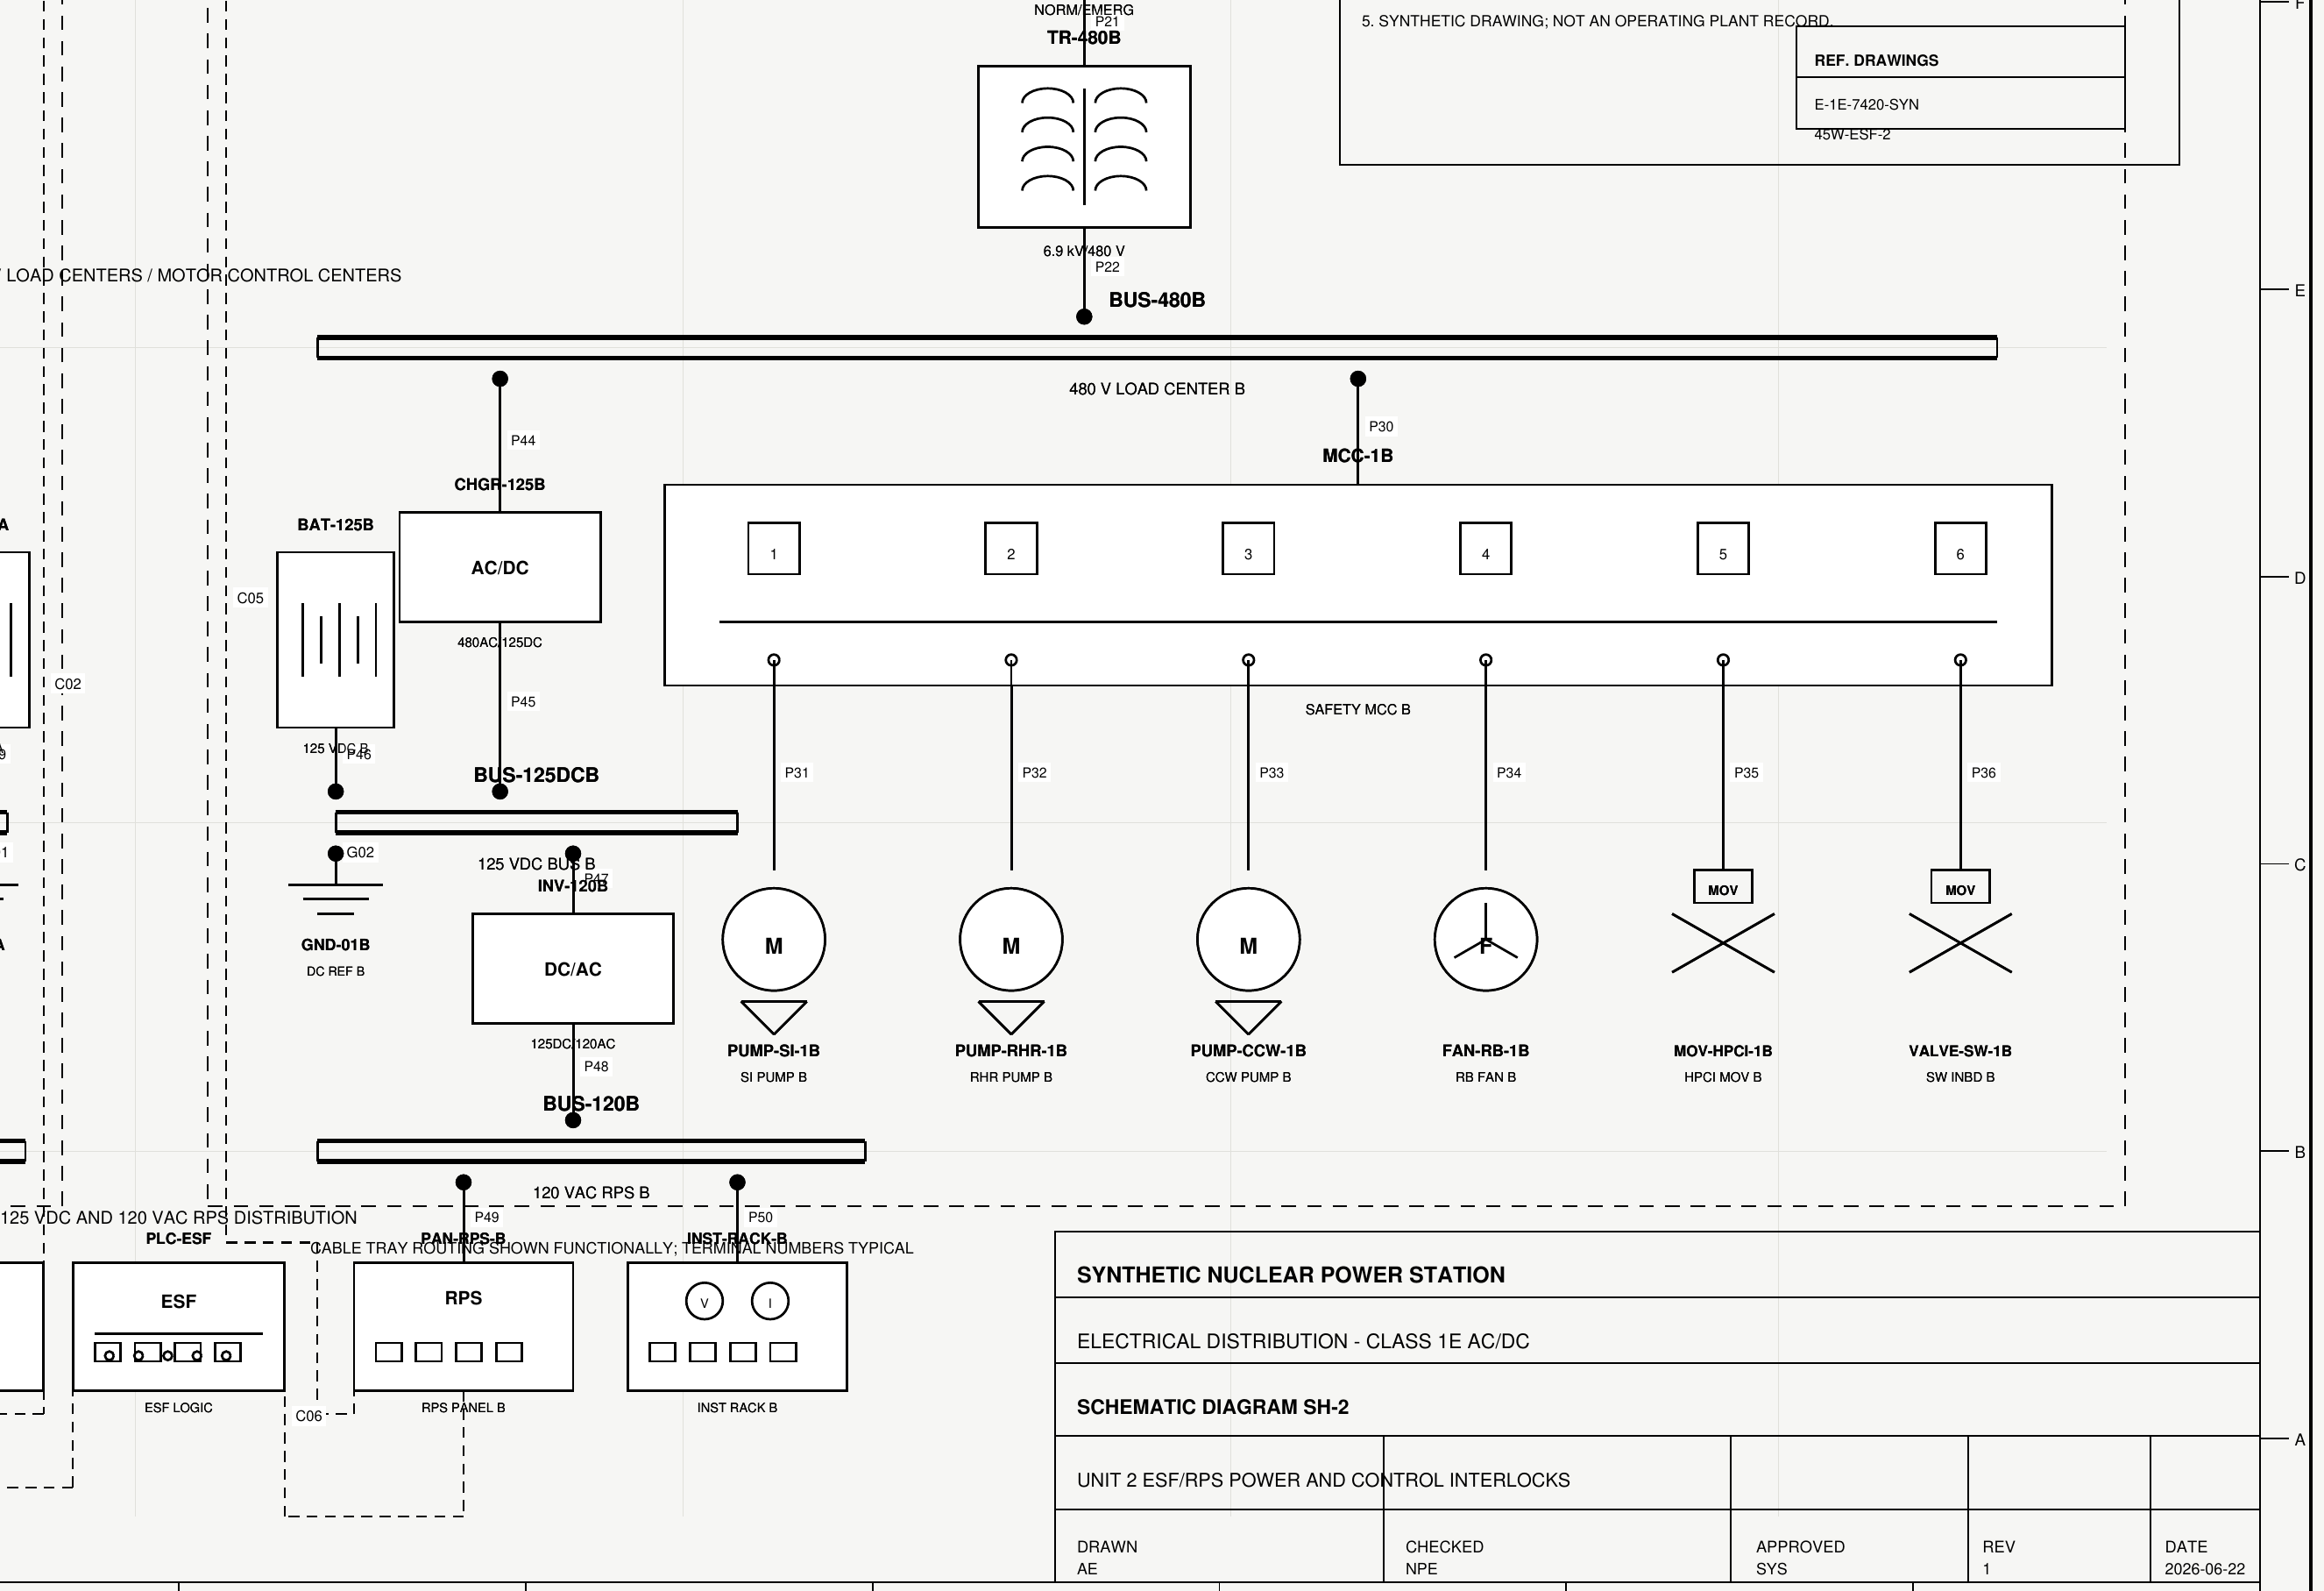 NORM/EMERG
P21
TR-480B
5. SYNTHETIC DRAWING; NOT AN OPERATING PLANT RECORD.
F
REF. DRAWINGS
E-1E-7420-SYN
45W-ESF-2
6.9 kV/480 V
P22
LOAD CENTERS / MOTOR CONTROL CENTERS
BUS-480B
E
480 V LOAD CENTER B
P44
P30
MCC-1B
CHGR-125B
A
BAT-125B
AC/DC
1
2
3
4
5
6
D
C05
480AC/125DC
C02
P45
SAFETY MCC B
125 VDC B
P46
9
BUS-125DCB
P31
P32
P33
P34
P35
P36
1
G02
125 VDC BUS B
P47
INV-120B
C
MOV
MOV
A
GND-01B
DC REF B
DC/AC
M
M
M
F
125DC/120AC
P48
PUMP-SI-1B
PUMP-RHR-1B
PUMP-CCW-1B
FAN-RB-1B
MOV-HPCI-1B
VALVE-SW-1B
SI PUMP B
RHR PUMP B
CCW PUMP B
RB FAN B
HPCI MOV B
SW INBD B
BUS-120B
B
120 VAC RPS B
125 VDC AND 120 VAC RPS DISTRIBUTION
P49
P50
PLC-ESF
PAN-RPS-B
INST-RACK-B
CABLE TRAY ROUTING SHOWN FUNCTIONALLY; TERMINAL NUMBERS TYPICAL
ESF
RPS
V
I
ESF LOGIC
C06
RPS PANEL B
INST RACK B
SYNTHETIC NUCLEAR POWER STATION
ELECTRICAL DISTRIBUTION - CLASS 1E AC/DC
SCHEMATIC DIAGRAM SH-2
A
UNIT 2 ESF/RPS POWER AND CONTROL INTERLOCKS
DRAWN
AE
CHECKED
NPE
APPROVED
SYS
REV
1
DATE
2026-06-22